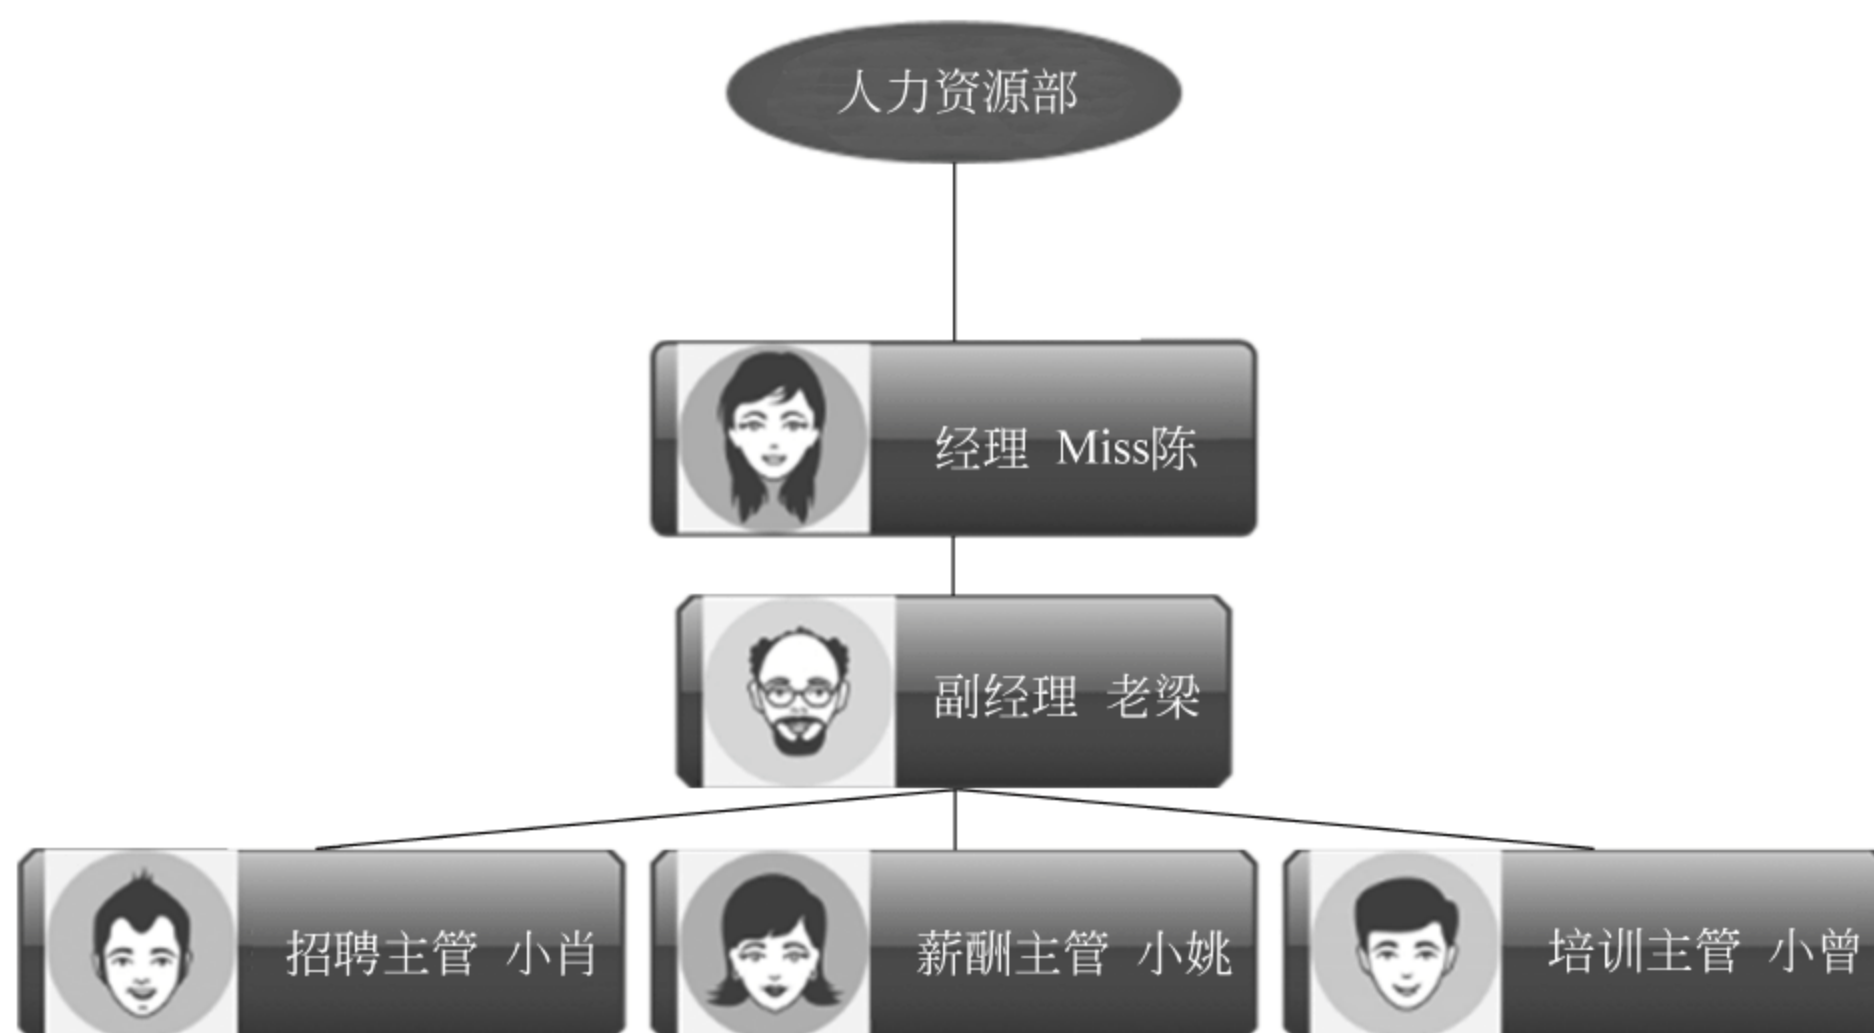 人力资源部
经理 Miss陈
副经理 老梁
招聘主管 小肖
薪酬主管 小姚
培训主管 小曾